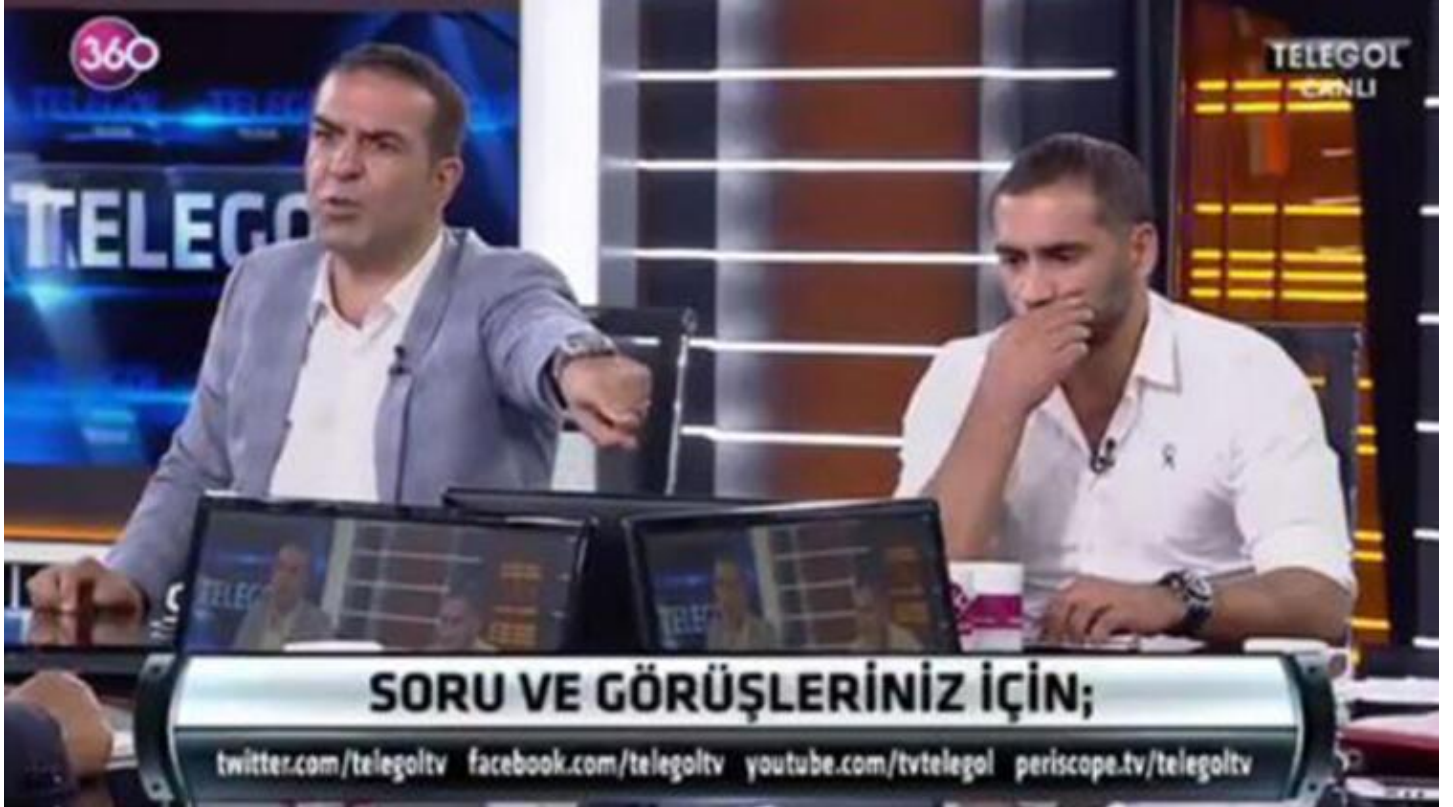 360
TELEGOL
CANLI
TELEGO
SORU VE GÖRÜŞLERİNİZ İÇİN;
twitter.com/telegoltv facebook.com/telegoltv youtube.com/tvtelegol periscope.tv/telegoltv